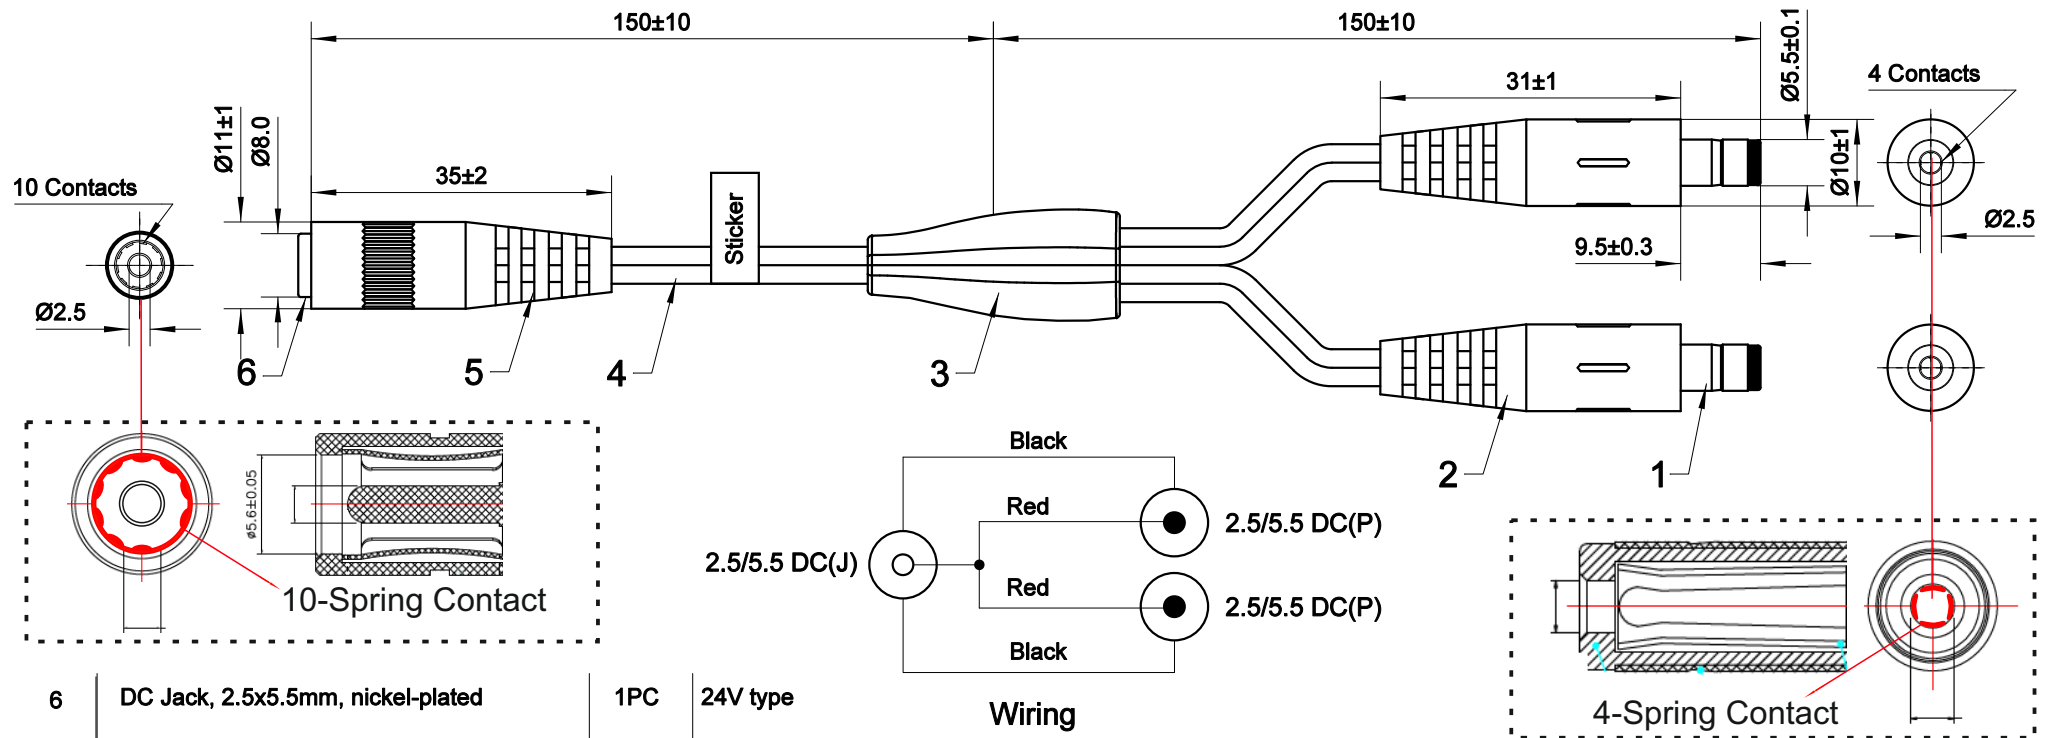 150±10
150±10
Ø11±1
Ø8.0
35±2
31±1
Ø5.5±0.1
Ø10±1
4 Contacts
10 Contacts
Sticker
Ø2.5
9.5±0.3
Ø2.5
6
5
4
3
2
1
Ø5.6±0.05
10-Spring Contact
Black
Red
2.5/5.5 DC(P)
2.5/5.5 DC(J)
Red
2.5/5.5 DC(P)
Black
Wiring
4-Spring Contact
6 DC Jack, 2.5x5.5mm, nickel-plated 1PC 24V type